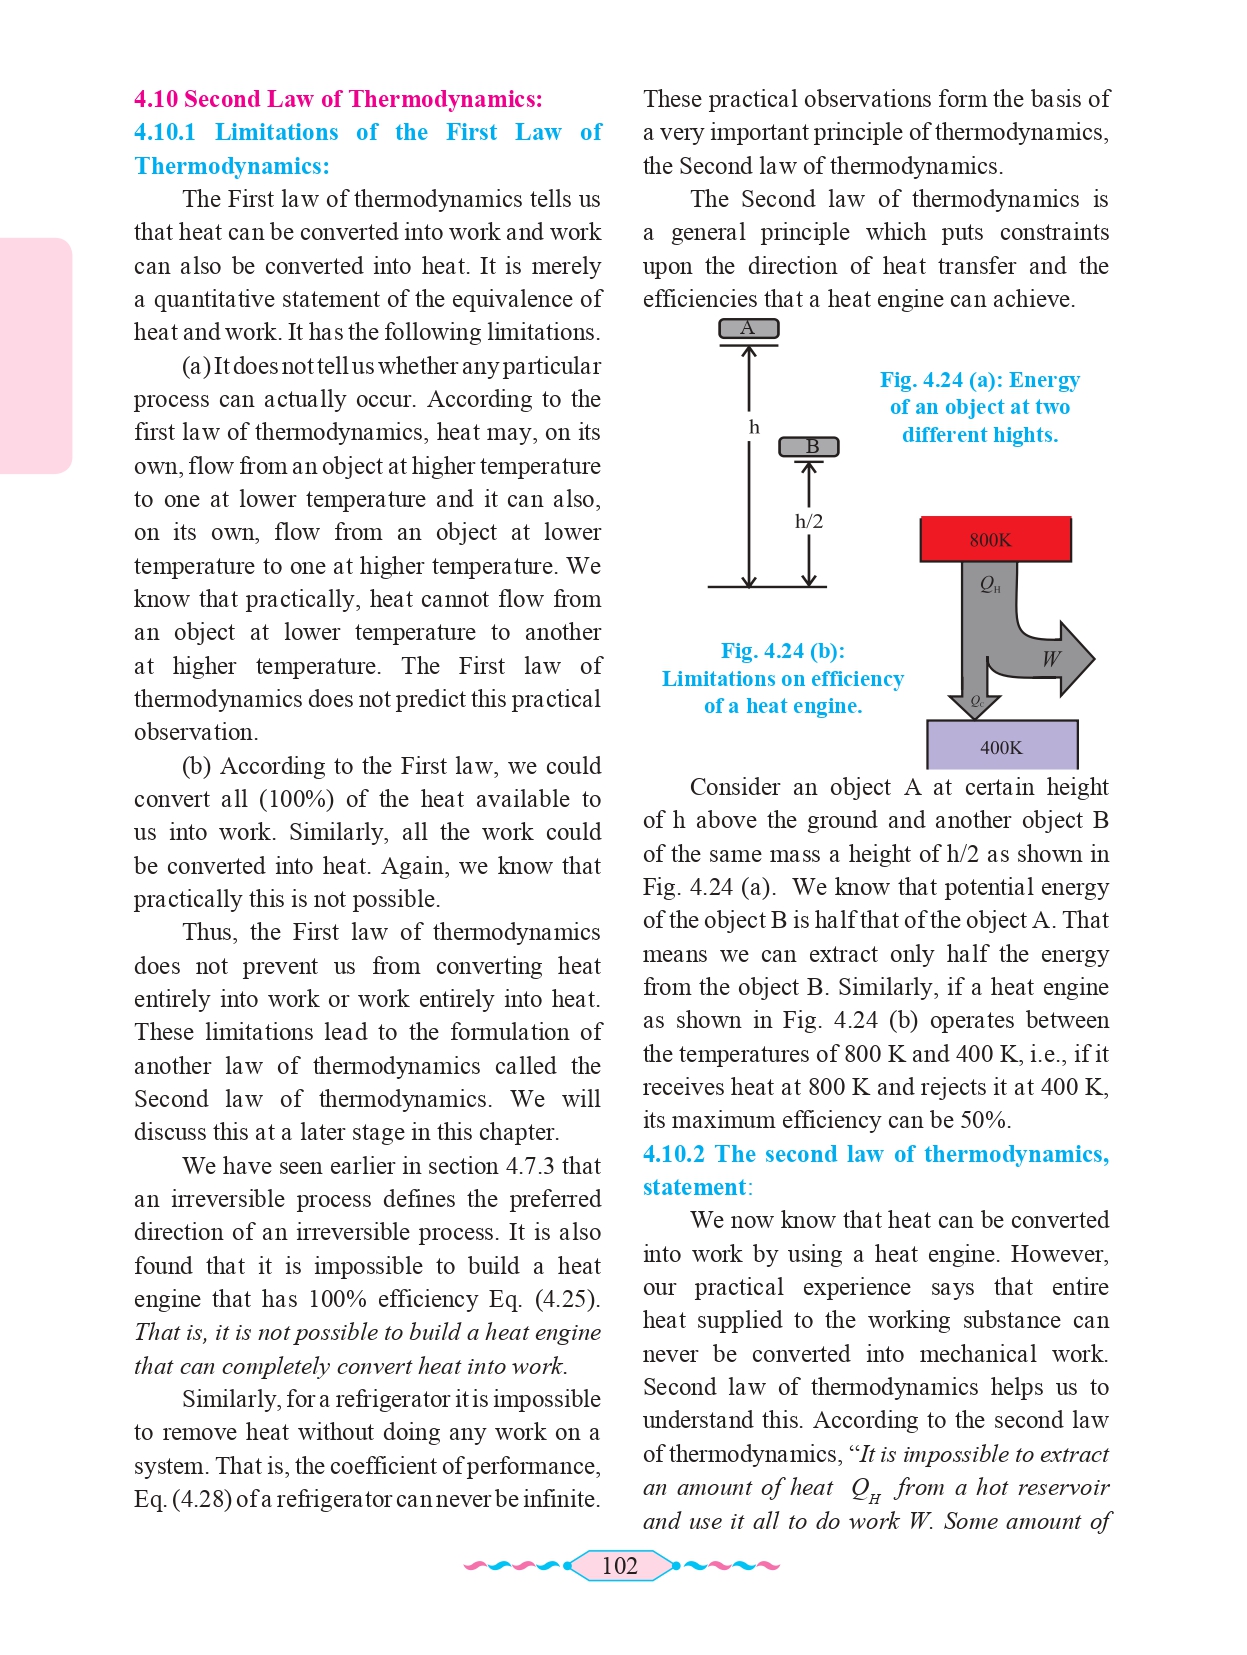 4.10 Second Law of Thermodynamics:
4.10.1 Limitations of the First Law of
Thermodynamics:
The First law of thermodynamics tells us
that heat can be converted into work and work
can also be converted into heat. It is merely
a quantitative statement of the equivalence of
heat and work. It has the following limitations.
(a) It does not tell us whether any particular
process can actually occur. According to the
first law of thermodynamics, heat may, on its
own, flow from an object at higher temperature
to one at lower temperature and it can also,
on its own, flow from an object at lower
temperature to one at higher temperature. We
know that practically, heat cannot flow from
an object at lower temperature to another
at higher temperature. The First law of
thermodynamics does not predict this practical
observation.
(b) According to the First law, we could
convert all (100%) of the heat available to
us into work. Similarly, all the work could
be converted into heat. Again, we know that
practically this is not possible.
Thus, the First law of thermodynamics
does not prevent us from converting heat
entirely into work or work entirely into heat.
These limitations lead to the formulation of
another law of thermodynamics called the
Second law of thermodynamics. We will
discuss this at a later stage in this chapter.
We have seen earlier in section 4.7.3 that
an irreversible process defines the preferred
direction of an irreversible process. It is also
found that it is impossible to build a heat
engine that has 100% efficiency Eq. (4.25).
That is, it is not possible to build a heat engine
that can completely convert heat into work.
Similarly, for a refrigerator it is impossible
to remove heat without doing any work on a
system. That is, the coefficient of performance,
Eq. (4.28) of a refrigerator can never be infinite.
These practical observations form the basis of
a very important principle of thermodynamics,
the Second law of thermodynamics.
The Second law of thermodynamics is
a general principle which puts constraints
upon the direction of heat transfer and the
efficiencies that a heat engine can achieve.
A
h
B
h/2
Fig. 4.24 (a): Energy
of an object at two
different hights.
800K
Q_H
W
Q_C
400K
Fig. 4.24 (b):
Limitations on efficiency
of a heat engine.
Consider an object A at certain height
of h above the ground and another object B
of the same mass a height of h/2 as shown in
Fig. 4.24 (a). We know that potential energy
of the object B is half that of the object A. That
means we can extract only half the energy
from the object B. Similarly, if a heat engine
as shown in Fig. 4.24 (b) operates between
the temperatures of 800 K and 400 K, i.e., if it
receives heat at 800 K and rejects it at 400 K,
its maximum efficiency can be 50%.
4.10.2 The second law of thermodynamics,
statement:
We now know that heat can be converted
into work by using a heat engine. However,
our practical experience says that entire
heat supplied to the working substance can
never be converted into mechanical work.
Second law of thermodynamics helps us to
understand this. According to the second law
of thermodynamics, “It is impossible to extract
an amount of heat Q_H from a hot reservoir
and use it all to do work W. Some amount of
102